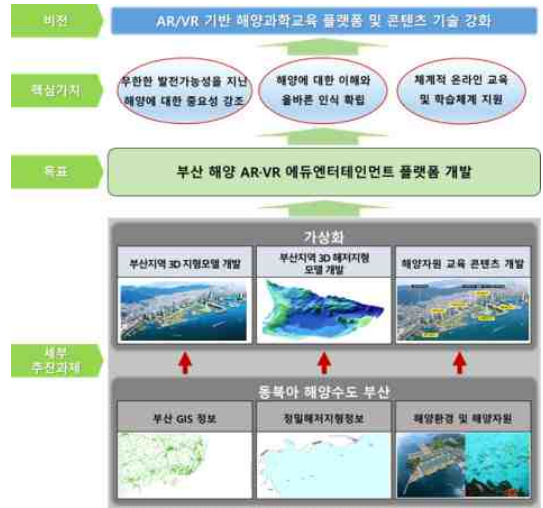 비전
AR/VR 기반 해양과학교육 플랫폼 및 콘텐츠 기술 강화
핵심가치
무한한 발전가능성을 지닌
해양에 대한 중요성 강조
해양에 대한 이해와
올바른 인식 확립
체계적 온라인 교육
및 학습체계 지원
목표
부산 해양 AR·VR 에듀엔터테인먼트 플랫폼 개발
세부
추진과제
가상화
부산지역 3D 지형모델 개발
부산지역 3D 해저지형
모델 개발
해양자원 교육 콘텐츠 개발
동북아 해양수도 부산
부산 GIS 정보
정밀해저지형정보
해양환경 및 해양자원